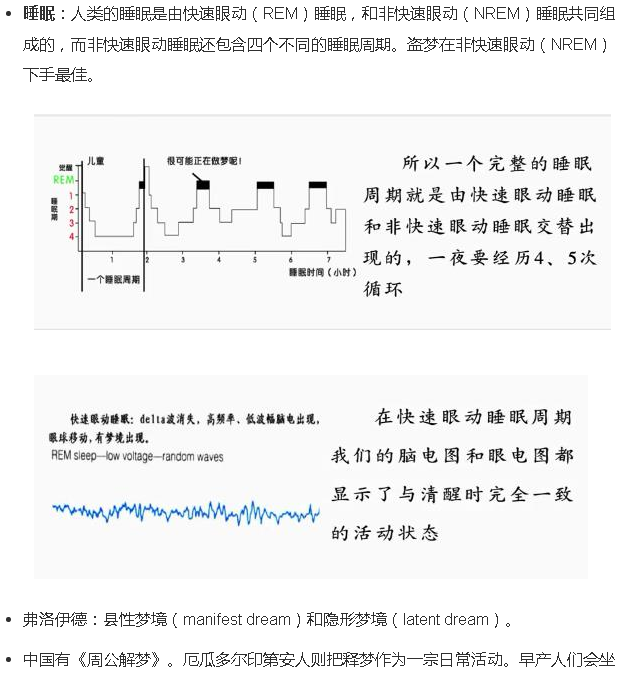 • 睡眠：人类的睡眠是由快速眼动（REM）睡眠，和非快速眼动（NREM）睡眠共同组
成的，而非快速眼动睡眠还包含四个不同的睡眠周期。盗梦在非快速眼动（NREM）
下手最佳。
觉醒
儿童
很可能正在做梦呢！
REM
1
2
3
4
睡眠期
1
2
3
4
5
6
7
一个睡眠周期
睡眠时间（小时）
所以一个完整的睡眠
周期就是由快速眼动睡眠
和非快速眼动睡眠交替出
现的，一夜要经历4、5次
循环
快速眼动睡眠：delta波消失，高频率、低波幅脑电出现，
眼球移动，有梦境出现。
REM sleep—low voltage—random waves
在快速眼动睡眠周期
我们的脑电图和眼电图都
显示了与清醒时完全一致
的活动状态
• 弗洛伊德：县性梦境（manifest dream）和隐形梦境（latent dream）。
• 中国有《周公解梦》。厄瓜多尔印第安人则把释梦作为一宗日常活动。早产人们会坐